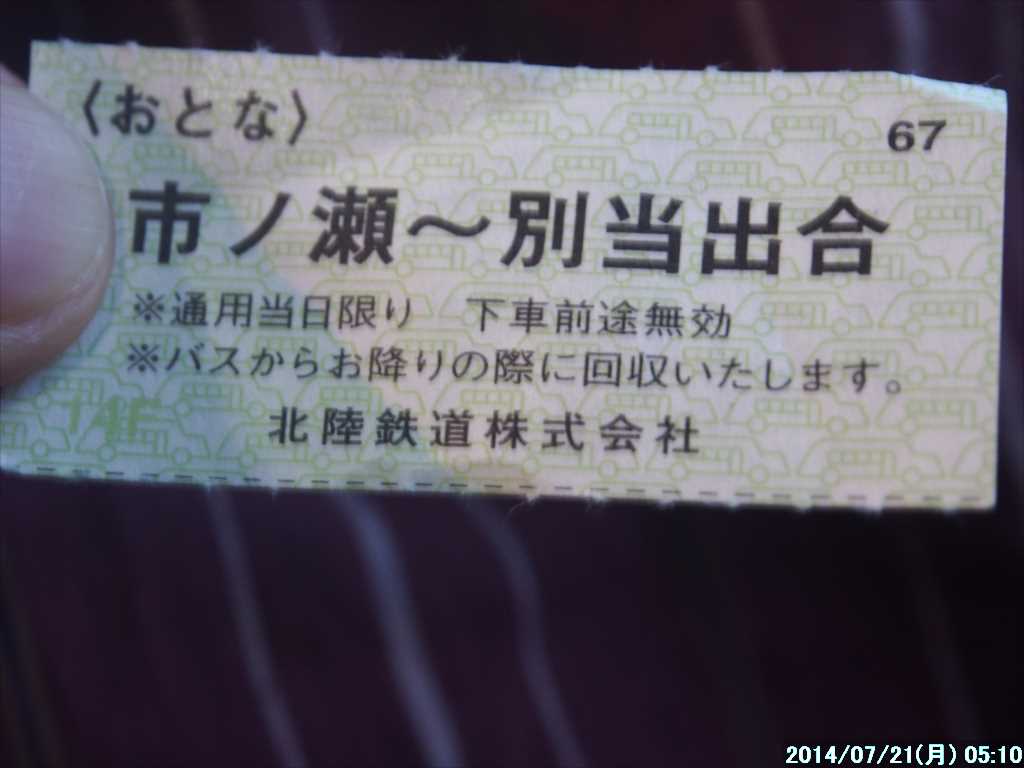 〈おとな〉 67
市ノ瀬〜別当出合
※通用当日限り 下車前途無効
※バスからお降りの際に回収いたします。
北陸鉄道株式会社
2014/07/21(月) 05:10